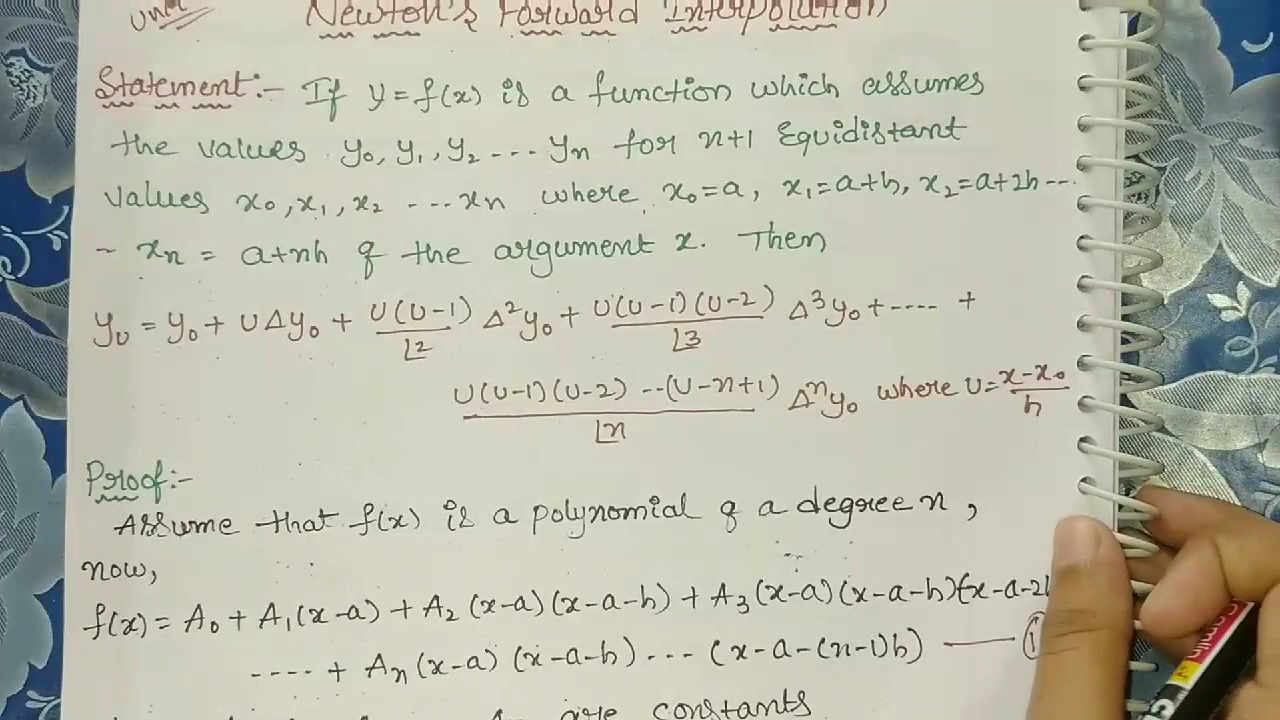 Unit
Newton's Forward Interpolation
Statement:- If y = f(x) is a function which assumes
the values y₀, y₁, y₂ --- yₙ for n+1 Equidistant
values x₀, x₁, x₂ --- xₙ where x₀ = a, x₁ = a+h, x₂ = a+2h ---
- xₙ = a+nh of the argument x. Then
y_U = y₀ + UΔy₀ + U(U-1)/⌊2 Δ²y₀ + U(U-1)(U-2)/⌊3 Δ³y₀ + ---- +
U(U-1)(U-2) --- (U-n+1)/⌊n Δⁿy₀ where U = x-x₀/h
Proof:-
Assume that f(x) is a polynomial of a degree n,
now,
f(x) = A₀ + A₁(x-a) + A₂(x-a)(x-a-h) + A₃(x-a)(x-a-h)(x-a-2h
---- + Aₙ(x-a)(x-a-h) --- (x-a-(n-1)h) —— ①
are constants
Camlin